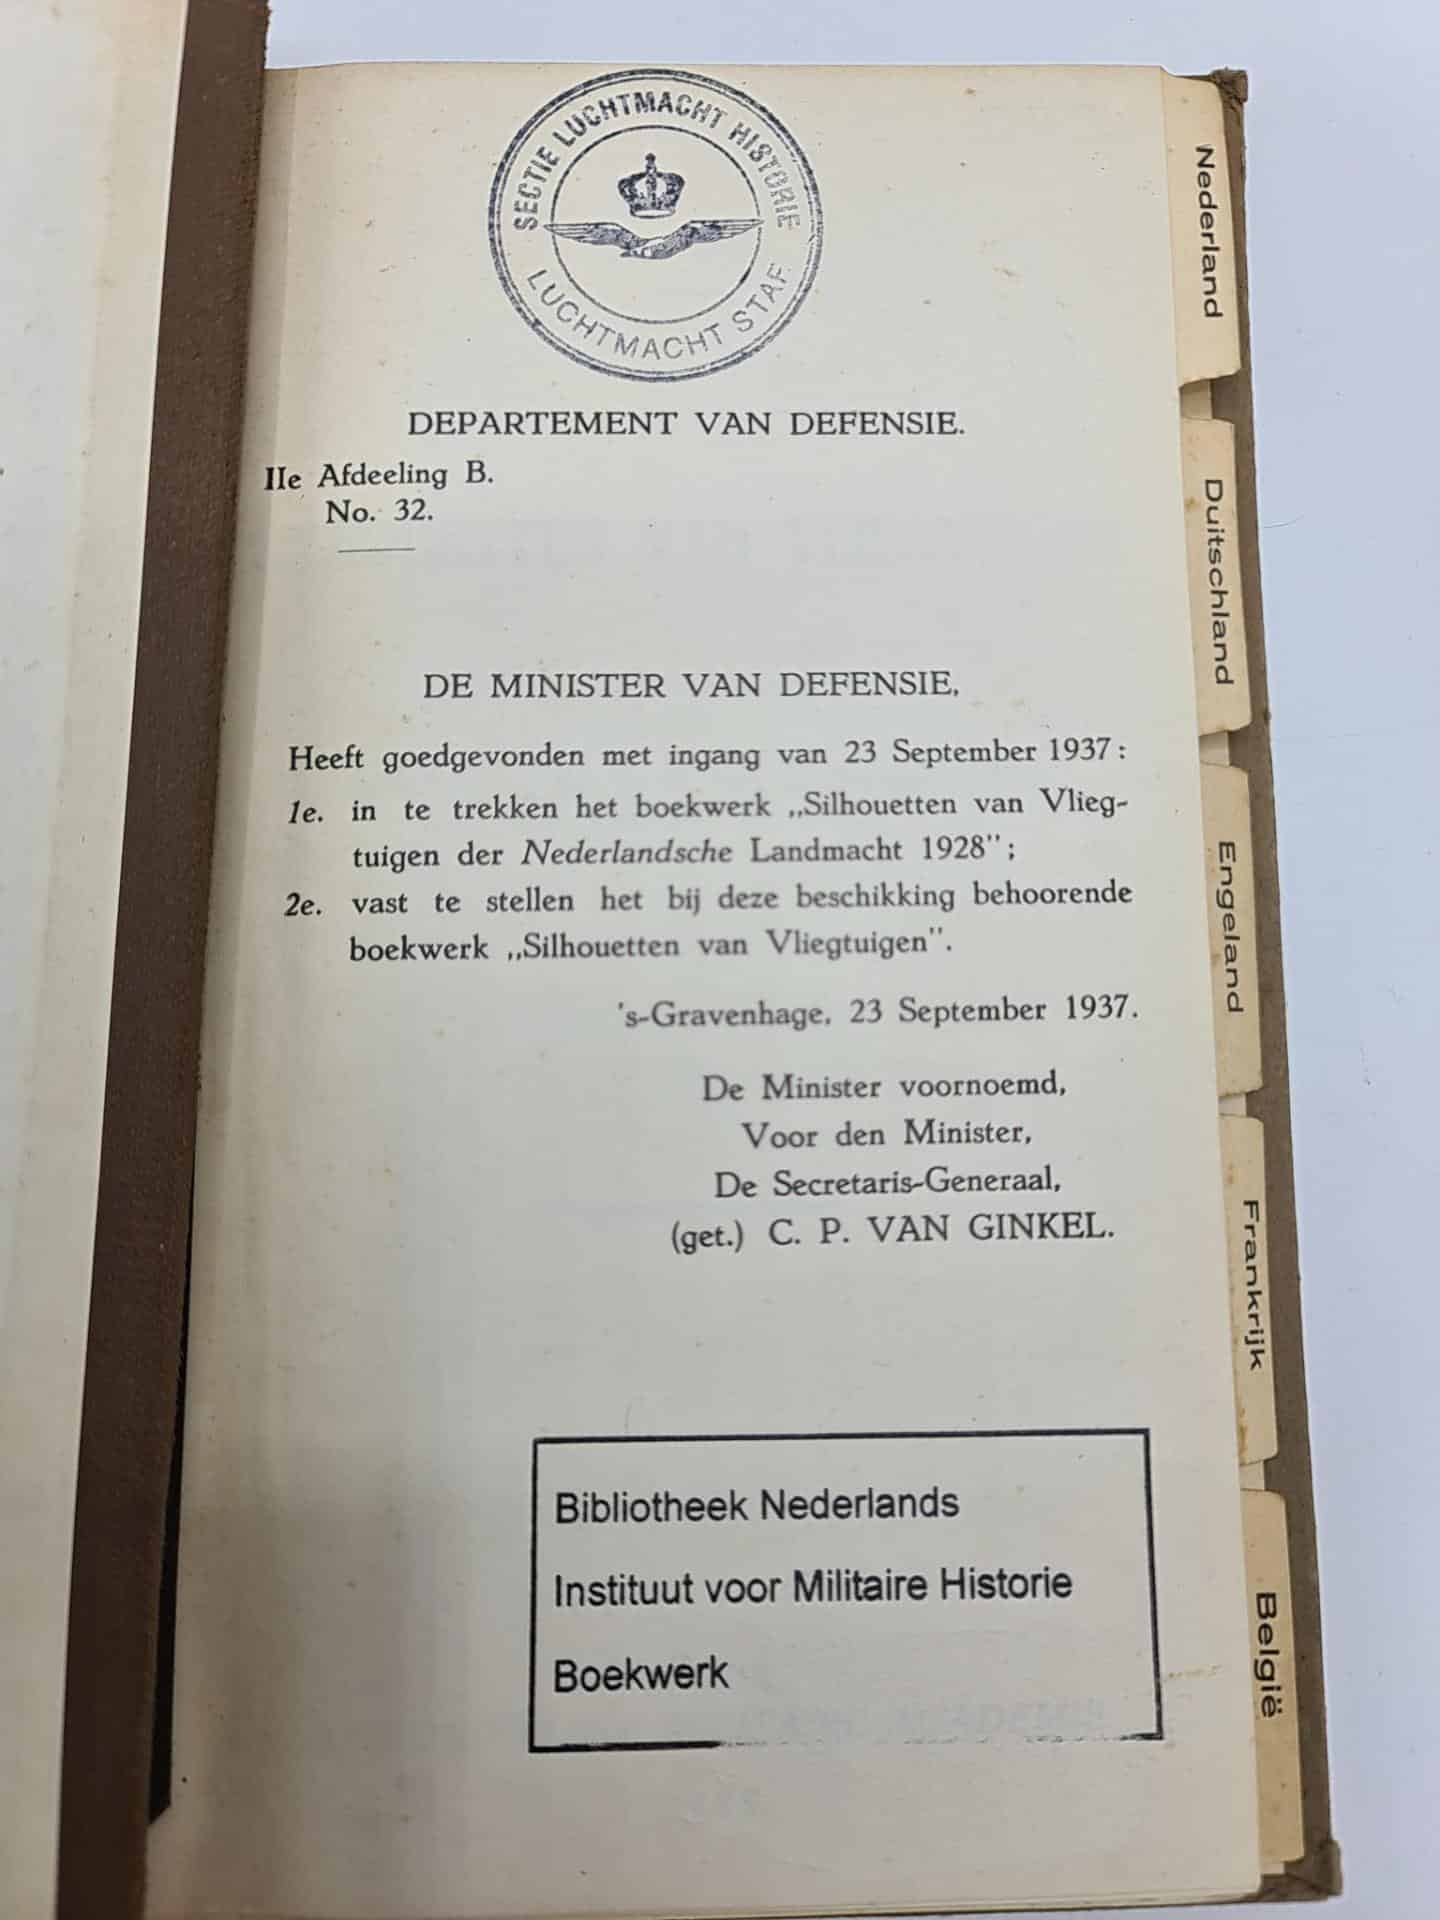 SECTIE LUCHTMACHT HISTORIE
LUCHTMACHT STAF
DEPARTEMENT VAN DEFENSIE.
IIe Afdeeling B.
No. 32.
DE MINISTER VAN DEFENSIE,
Heeft goedgevonden met ingang van 23 September 1937:
1e. in te trekken het boekwerk „Silhouetten van Vlieg-
tuigen der Nederlandsche Landmacht 1928";
2e. vast te stellen het bij deze beschikking behoorende
boekwerk „Silhouetten van Vliegtuigen".
's-Gravenhage, 23 September 1937.
De Minister voornoemd,
Voor den Minister,
De Secretaris-Generaal,
(get.) C. P. VAN GINKEL.
Bibliotheek Nederlands
Instituut voor Militaire Historie
Boekwerk
Nederland
Duitschland
Engeland
Frankrijk
België